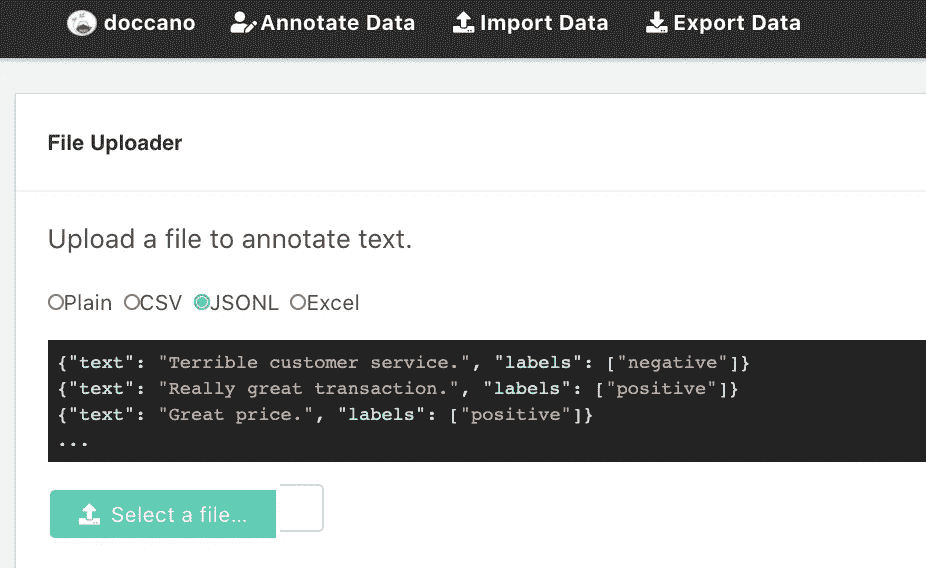 doccano Annotate Data Import Data Export Data
File Uploader
Upload a file to annotate text.
Plain CSV JSONL Excel
{"text": "Terrible customer service.", "labels": ["negative"]}
{"text": "Really great transaction.", "labels": ["positive"]}
{"text": "Great price.", "labels": ["positive"]}
...
Select a file…